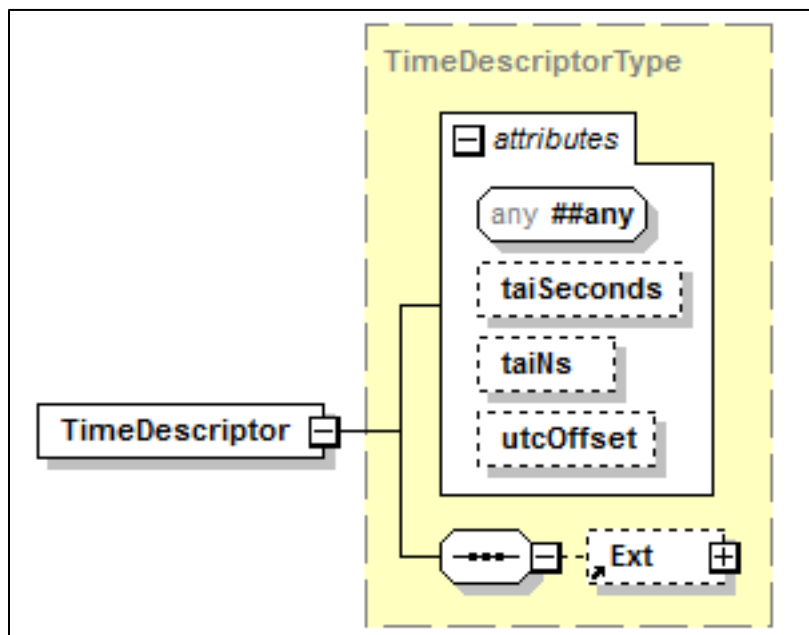 TimeDescriptorType
attributes
any ##any
taiSeconds
taiNs
utcOffset
TimeDescriptor
Ext